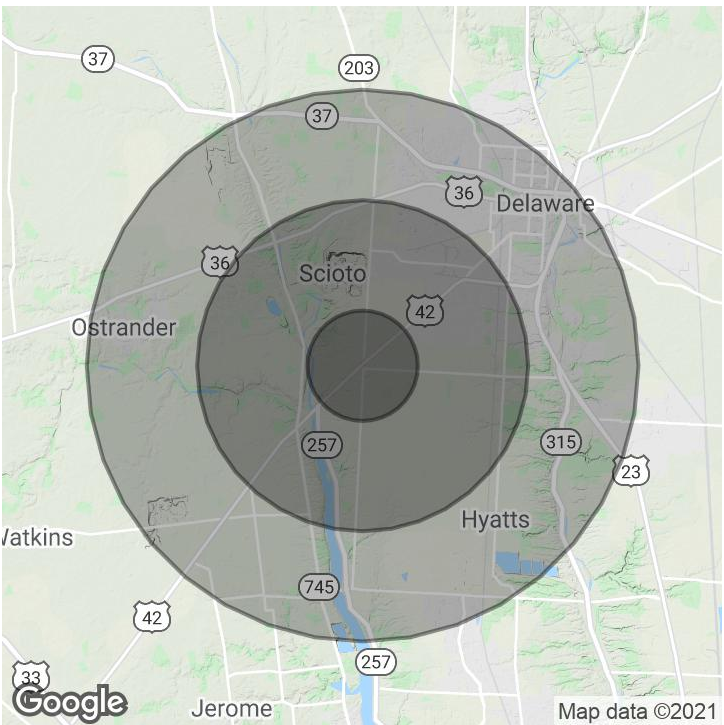 37
203
37
36
Delaware
36
Scioto
42
Ostrander
257
315
23
Hyatts
Watkins
745
42
257
33
Google
Jerome
Map data ©2021